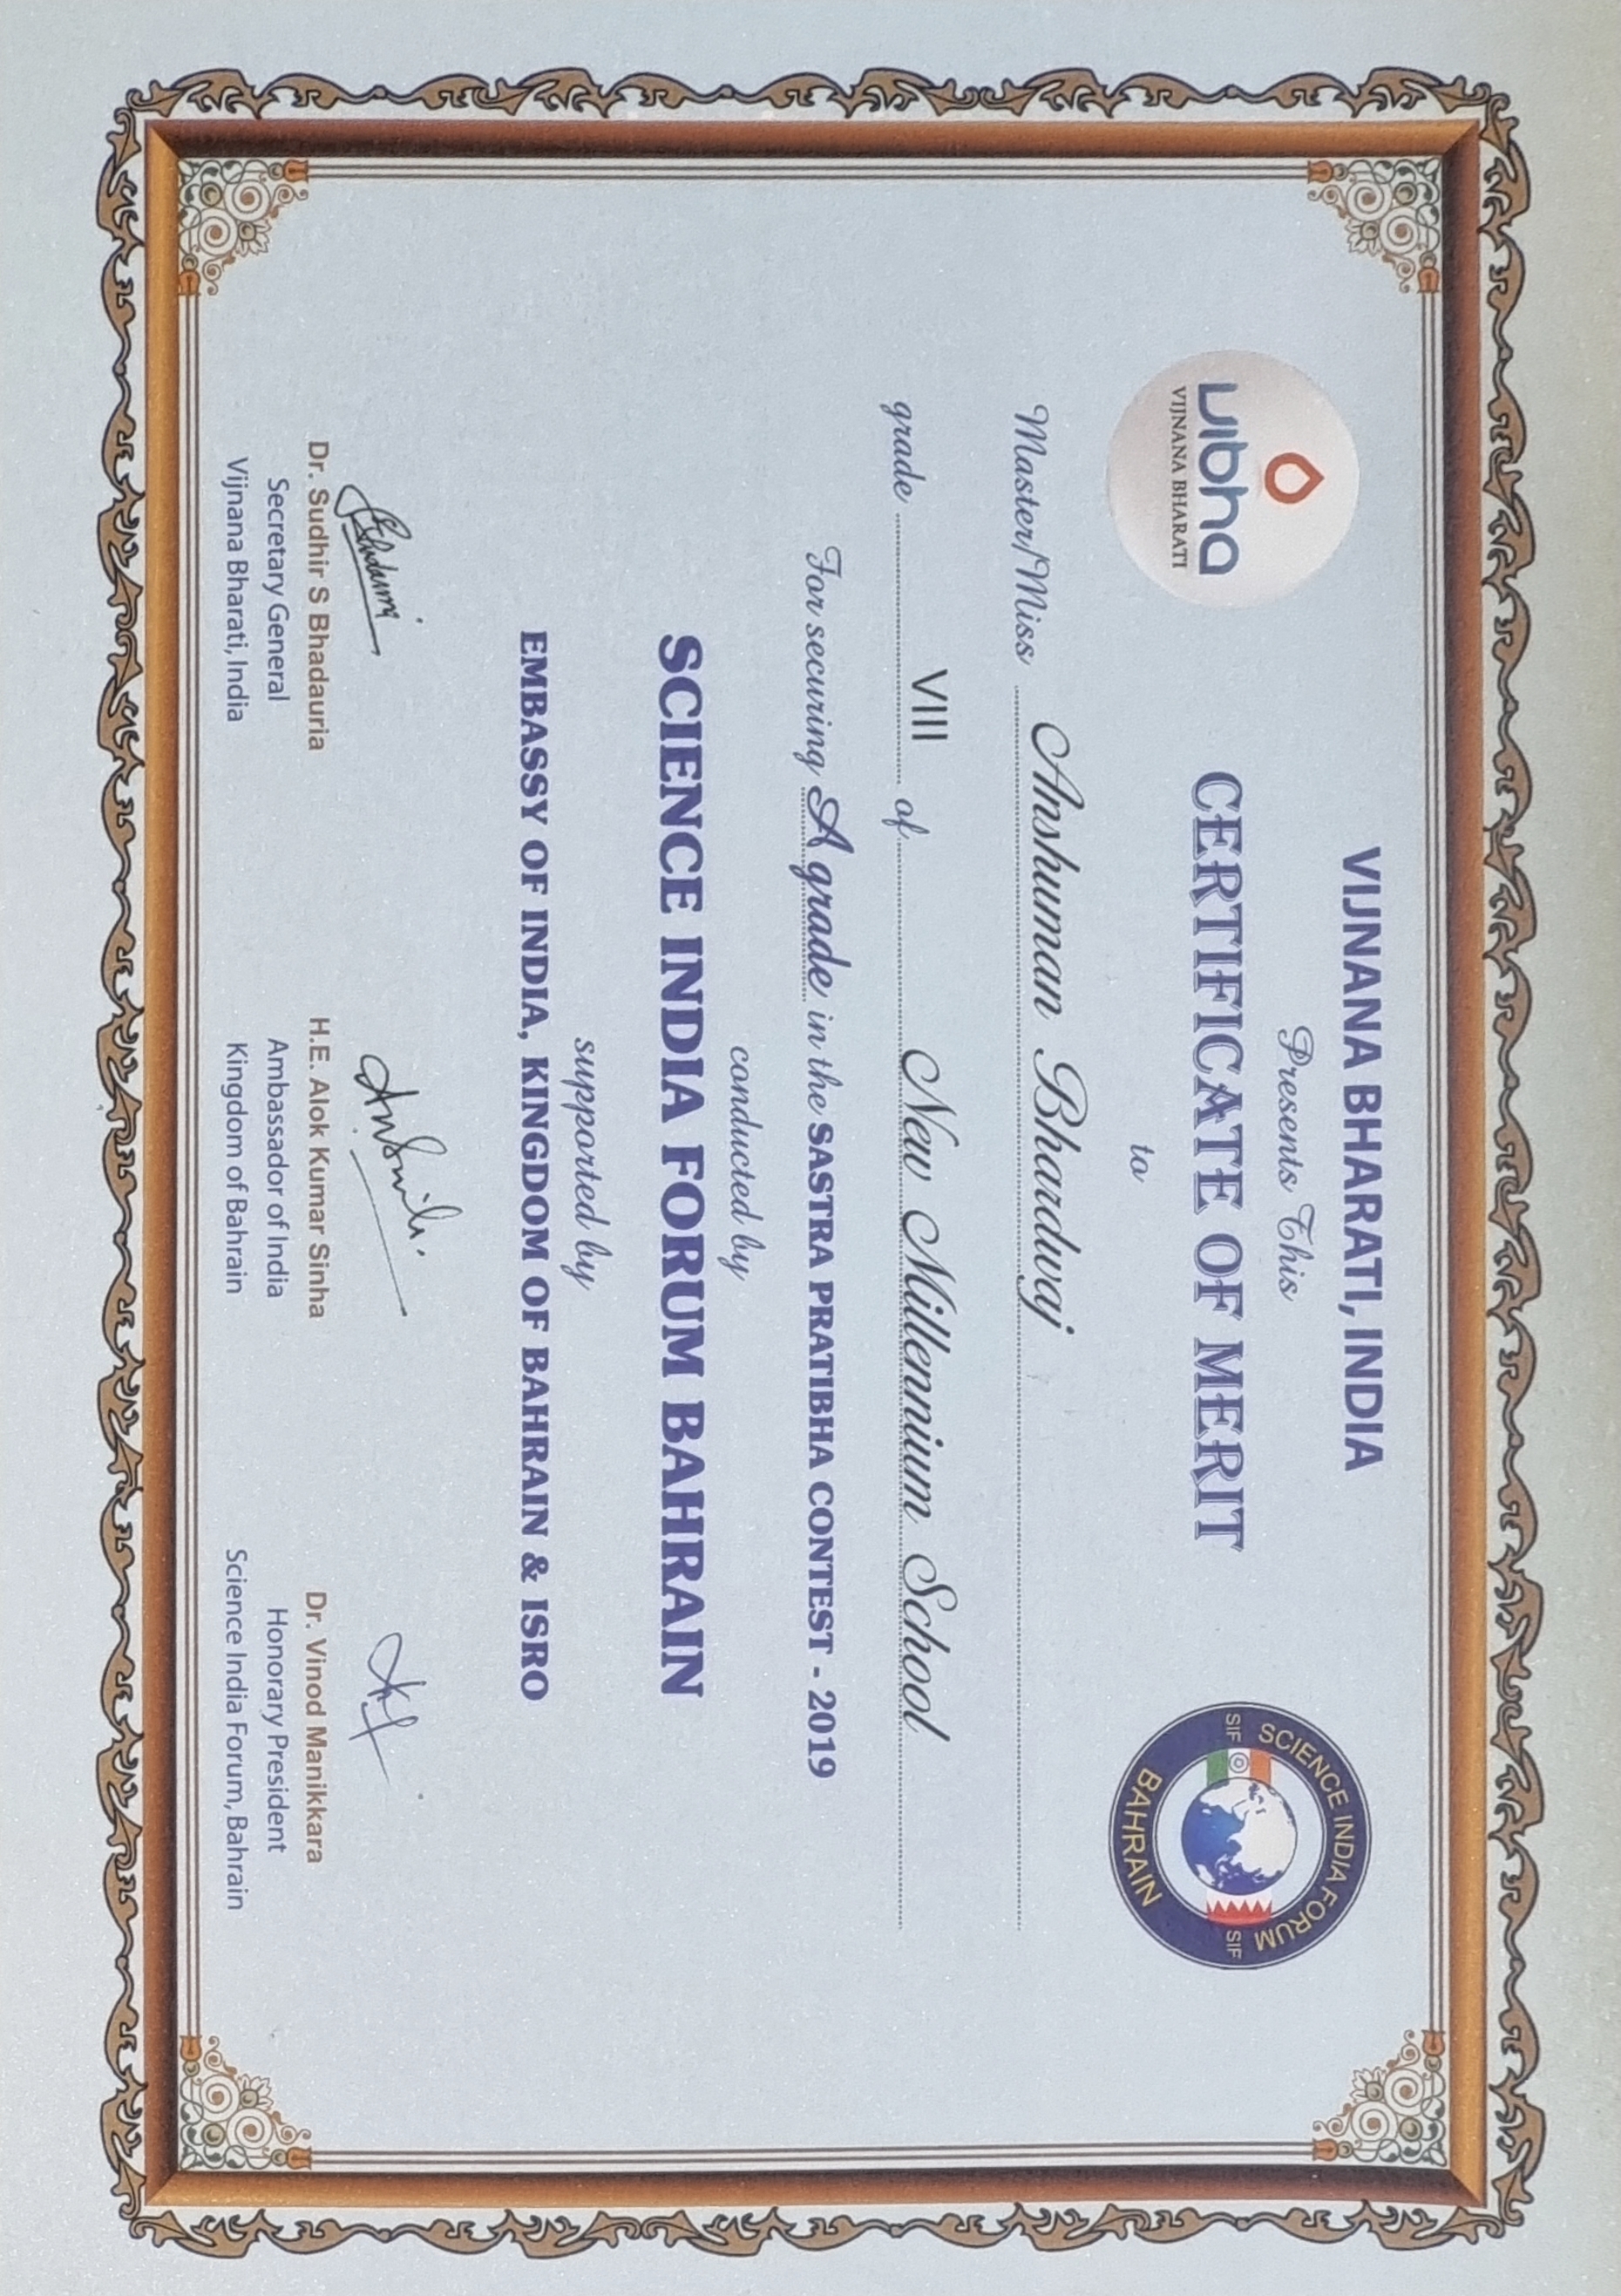 VIJNANA BHARATI, INDIA
Presents This
CERTIFICATE OF MERIT
to
vibha
VIJNANA BHARATI
SCIENCE INDIA FORUM
SIF SIF
BAHRAIN
Master/Miss Anshuman Bhardwaj
grade VIII of New Millennium School
For securing A grade in the SASTRA PRATIBHA CONTEST - 2019
conducted by
SCIENCE INDIA FORUM BAHRAIN
supported by
EMBASSY OF INDIA, KINGDOM OF BAHRAIN & ISRO
Dr. Sudhir S Bhadauria
Secretary General
Vijnana Bharati, India
H.E. Alok Kumar Sinha
Ambassador of India
Kingdom of Bahrain
Dr. Vinod Manikkara
Honorary President
Science India Forum, Bahrain